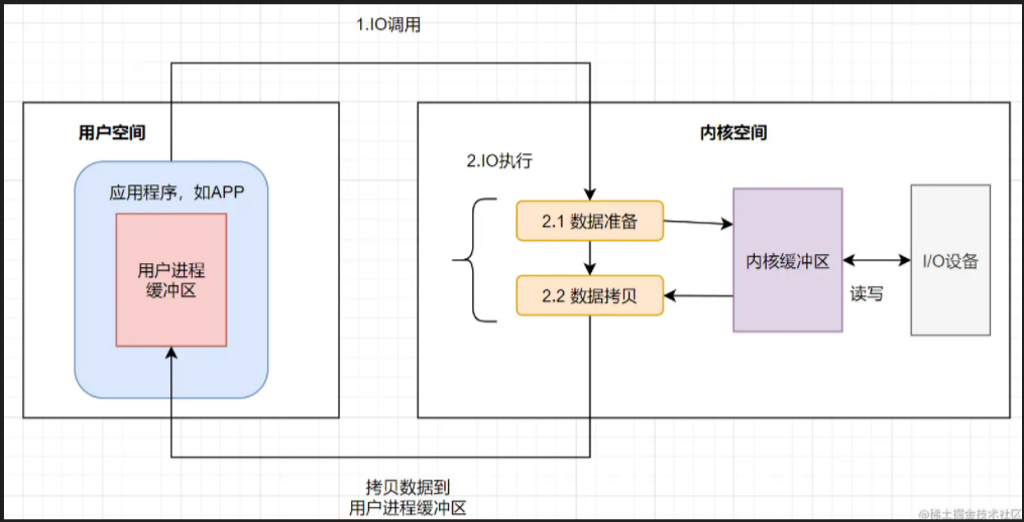 1.IO调用
用户空间
内核空间
2.IO执行
应用程序，如APP
2.1 数据准备
用户进程
缓冲区
内核缓冲区
I/O设备
2.2 数据拷贝
读写
拷贝数据到
用户进程缓冲区
@稀土掘金技术社区